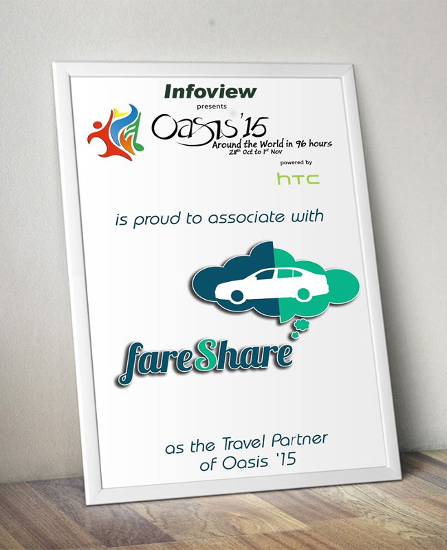 Infoview
presents
Oasis'15
Around the World in 96 hours
28th Oct to 1st Nov
powered by
hTC
is proud to associate with
fareShare
as the Travel Partner
of Oasis '15